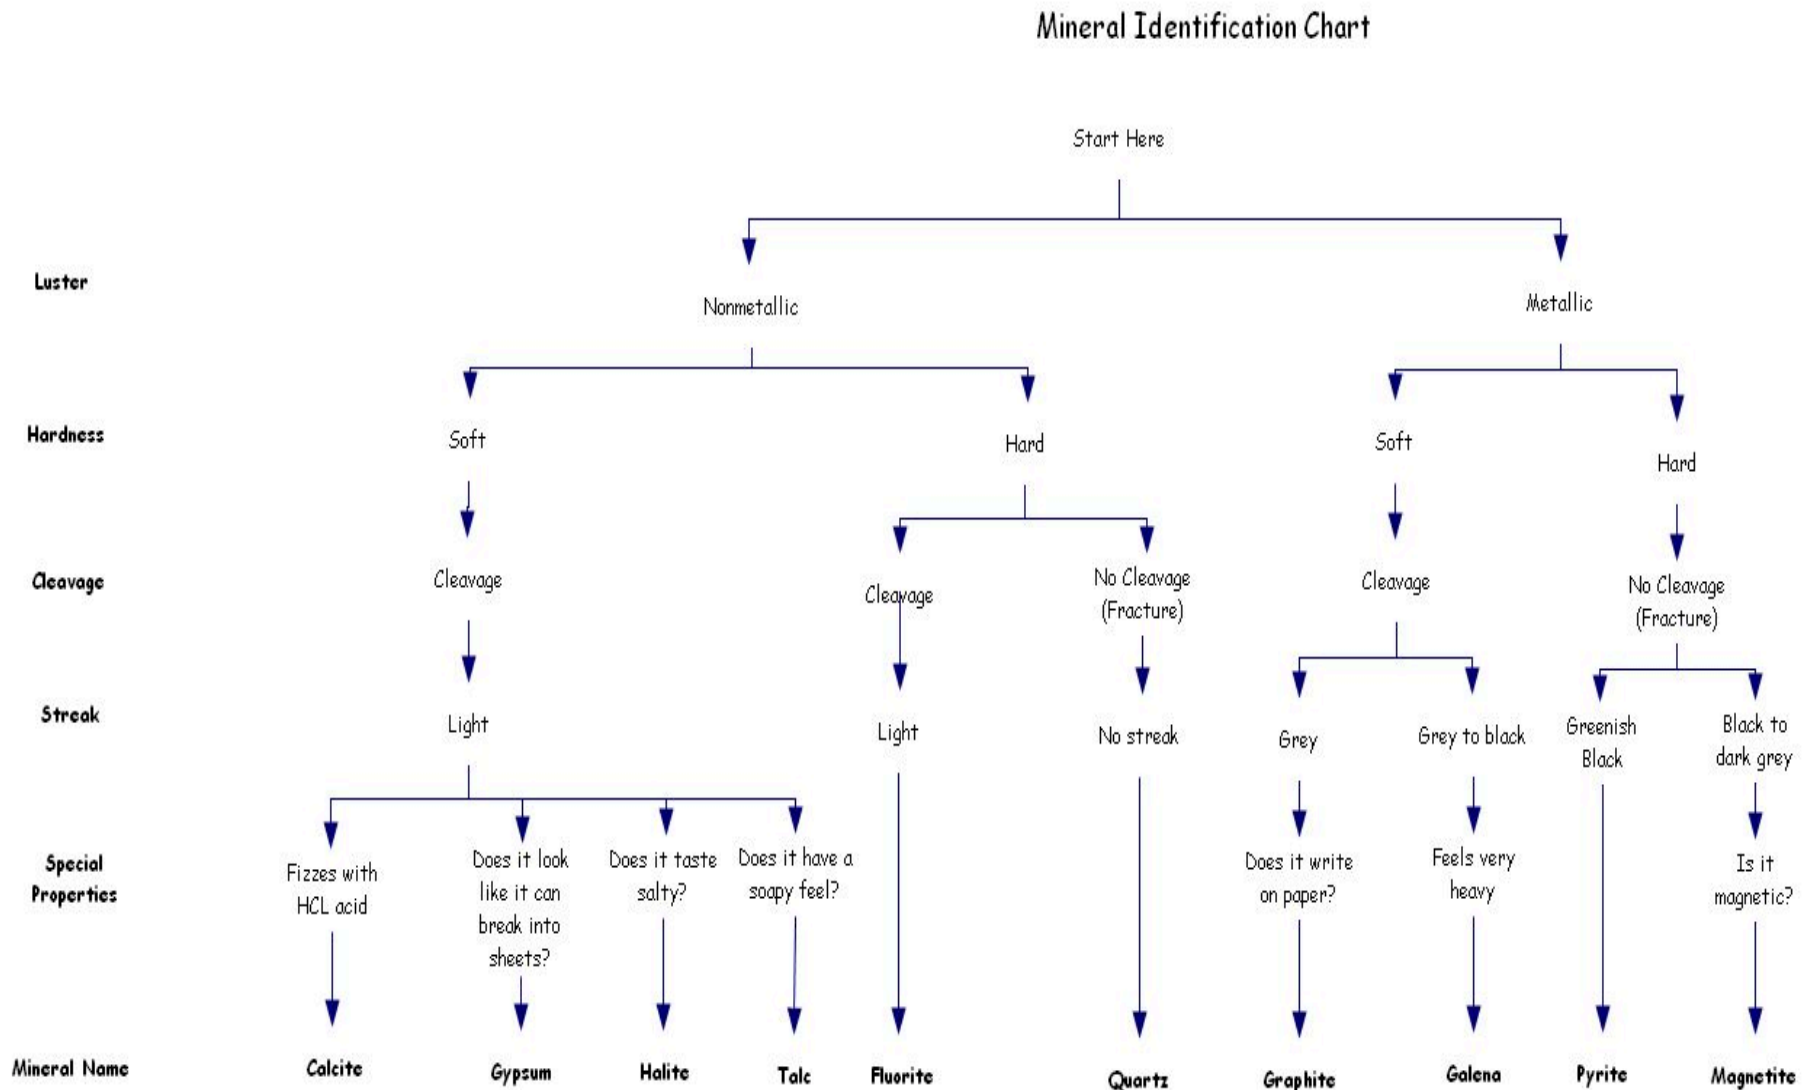 Mineral Identification Chart
Start Here
Luster
Nonmetallic
Metallic
Hardness
Soft
Hard
Soft
Hard
Cleavage
Cleavage
Cleavage
No Cleavage
(Fracture)
Cleavage
No Cleavage
(Fracture)
Streak
Light
Light
No streak
Grey
Grey to black
Greenish
Black
Black to
dark grey
Special
Properties
Fizzes with
HCL acid
Does it look
like it can
break into
sheets?
Does it taste
salty?
Does it have a
soapy feel?
Does it write
on paper?
Feels very
heavy
Is it
magnetic?
Mineral Name
Calcite
Gypsum
Halite
Talc
Fluorite
Quartz
Graphite
Galena
Pyrite
Magnetite